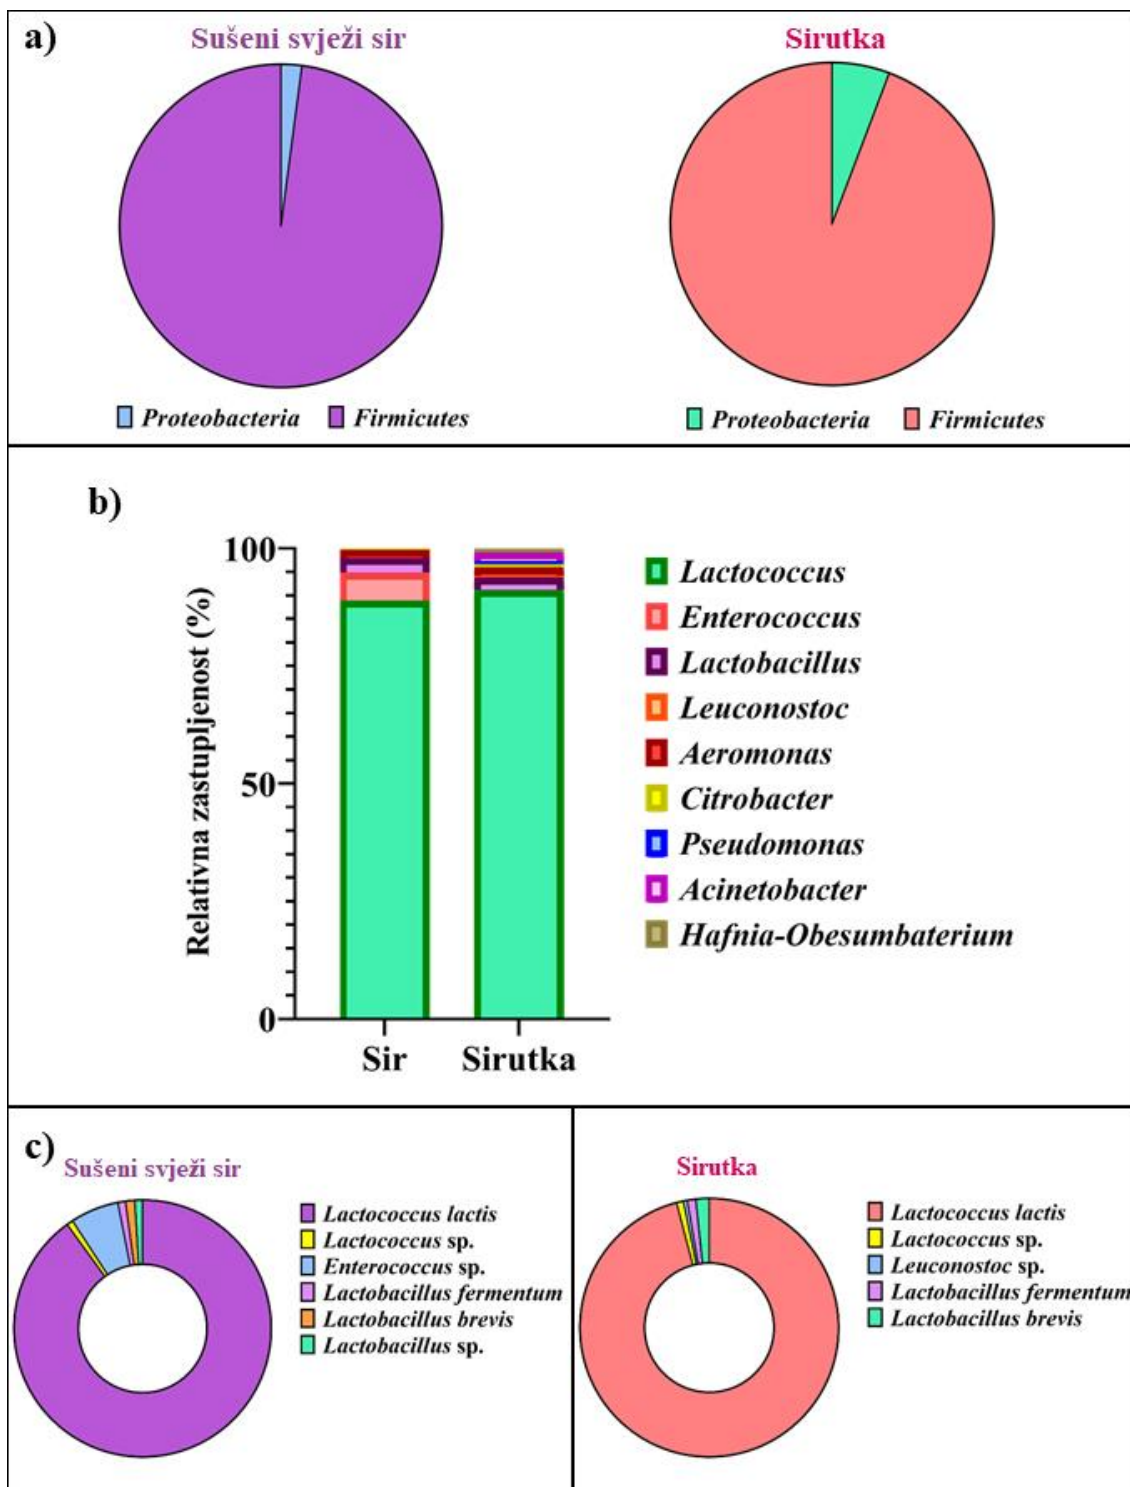 a)
Sušeni svježi sir
Sirutka
Proteobacteria Firmicutes
Proteobacteria Firmicutes
b)
Relativna zastupljenost (%)
100
50
0
Sir Sirutka
Lactococcus
Enterococcus
Lactobacillus
Leuconostoc
Aeromonas
Citrobacter
Pseudomonas
Acinetobacter
Hafnia-Obesumbaterium
c)
Sušeni svježi sir
Lactococcus lactis
Lactococcus sp.
Enterococcus sp.
Lactobacillus fermentum
Lactobacillus brevis
Lactobacillus sp.
Sirutka
Lactococcus lactis
Lactococcus sp.
Leuconostoc sp.
Lactobacillus fermentum
Lactobacillus brevis